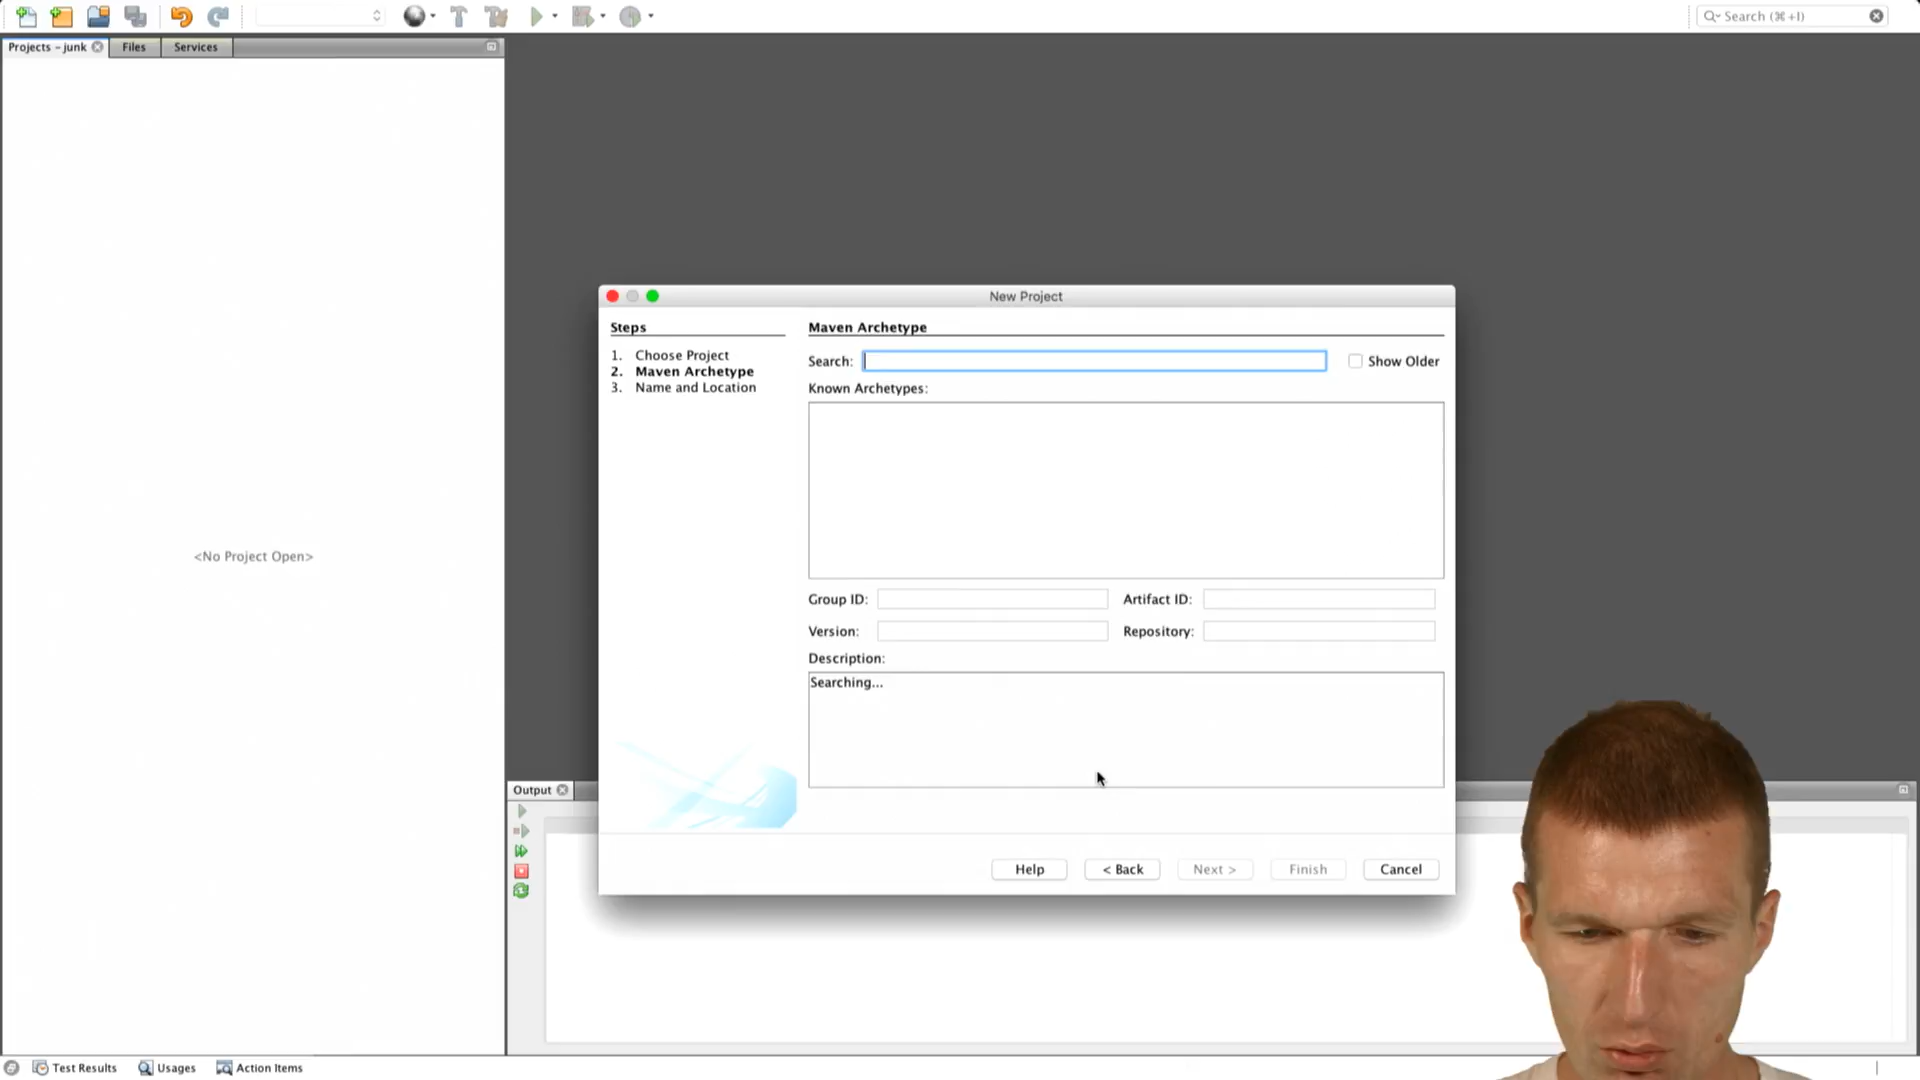 Search (⌘+I)
Projects – junk
Files
Services
<No Project Open>
New Project
Steps
1. Choose Project
2. Maven Archetype
3. Name and Location
Maven Archetype
Search:
Show Older
Known Archetypes:
Group ID:
Artifact ID:
Version:
Repository:
Description:
Searching...
Help
< Back
Next >
Finish
Cancel
Output
Test Results
Usages
Action Items